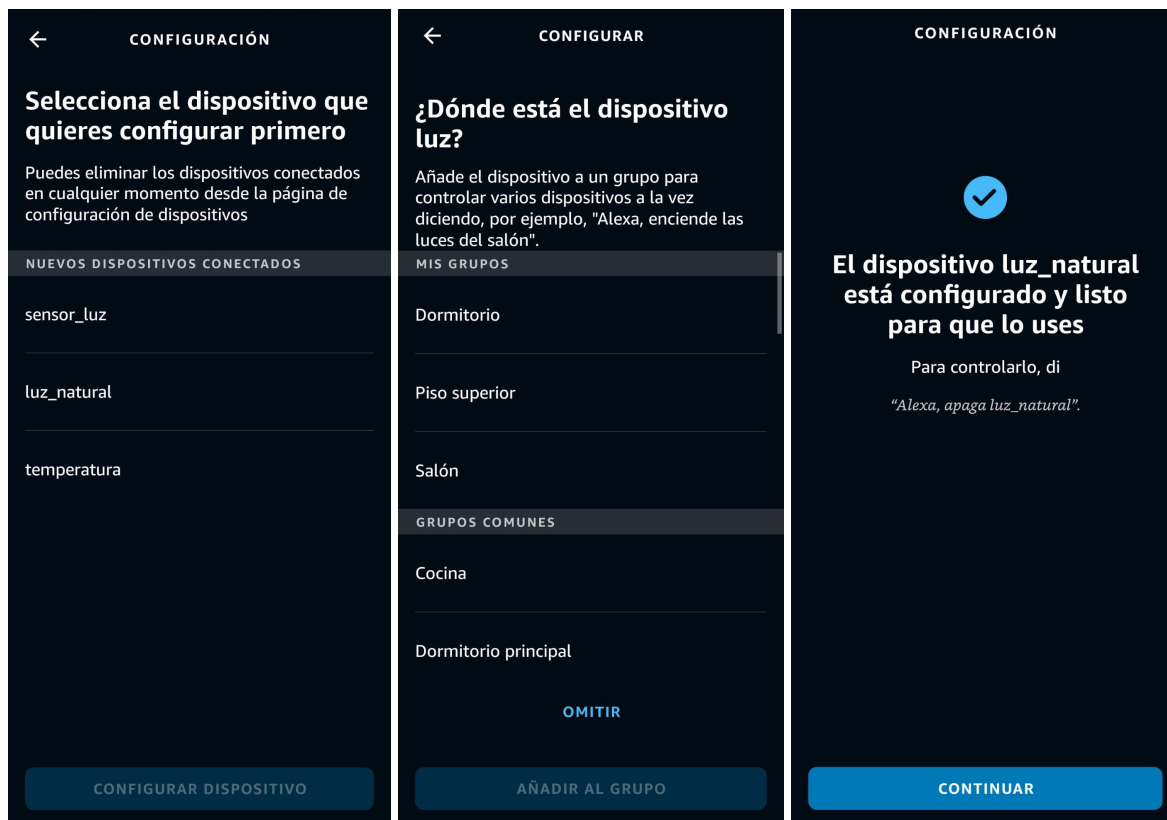 CONFIGURACIÓN
Selecciona el dispositivo que
quieres configurar primero
Puedes eliminar los dispositivos conectados
en cualquier momento desde la página de
configuración de dispositivos
NUEVOS DISPOSITIVOS CONECTADOS
sensor_luz
luz_natural
temperatura
CONFIGURAR DISPOSITIVO
CONFIGURAR
¿Dónde está el dispositivo
luz?
Añade el dispositivo a un grupo para
controlar varios dispositivos a la vez
diciendo, por ejemplo, "Alexa, enciende las
luces del salón".
MIS GRUPOS
Dormitorio
Piso superior
Salón
GRUPOS COMUNES
Cocina
Dormitorio principal
OMITIR
AÑADIR AL GRUPO
CONFIGURACIÓN
El dispositivo luz_natural
está configurado y listo
para que lo uses
Para controlarlo, di
“Alexa, apaga luz_natural”.
CONTINUAR